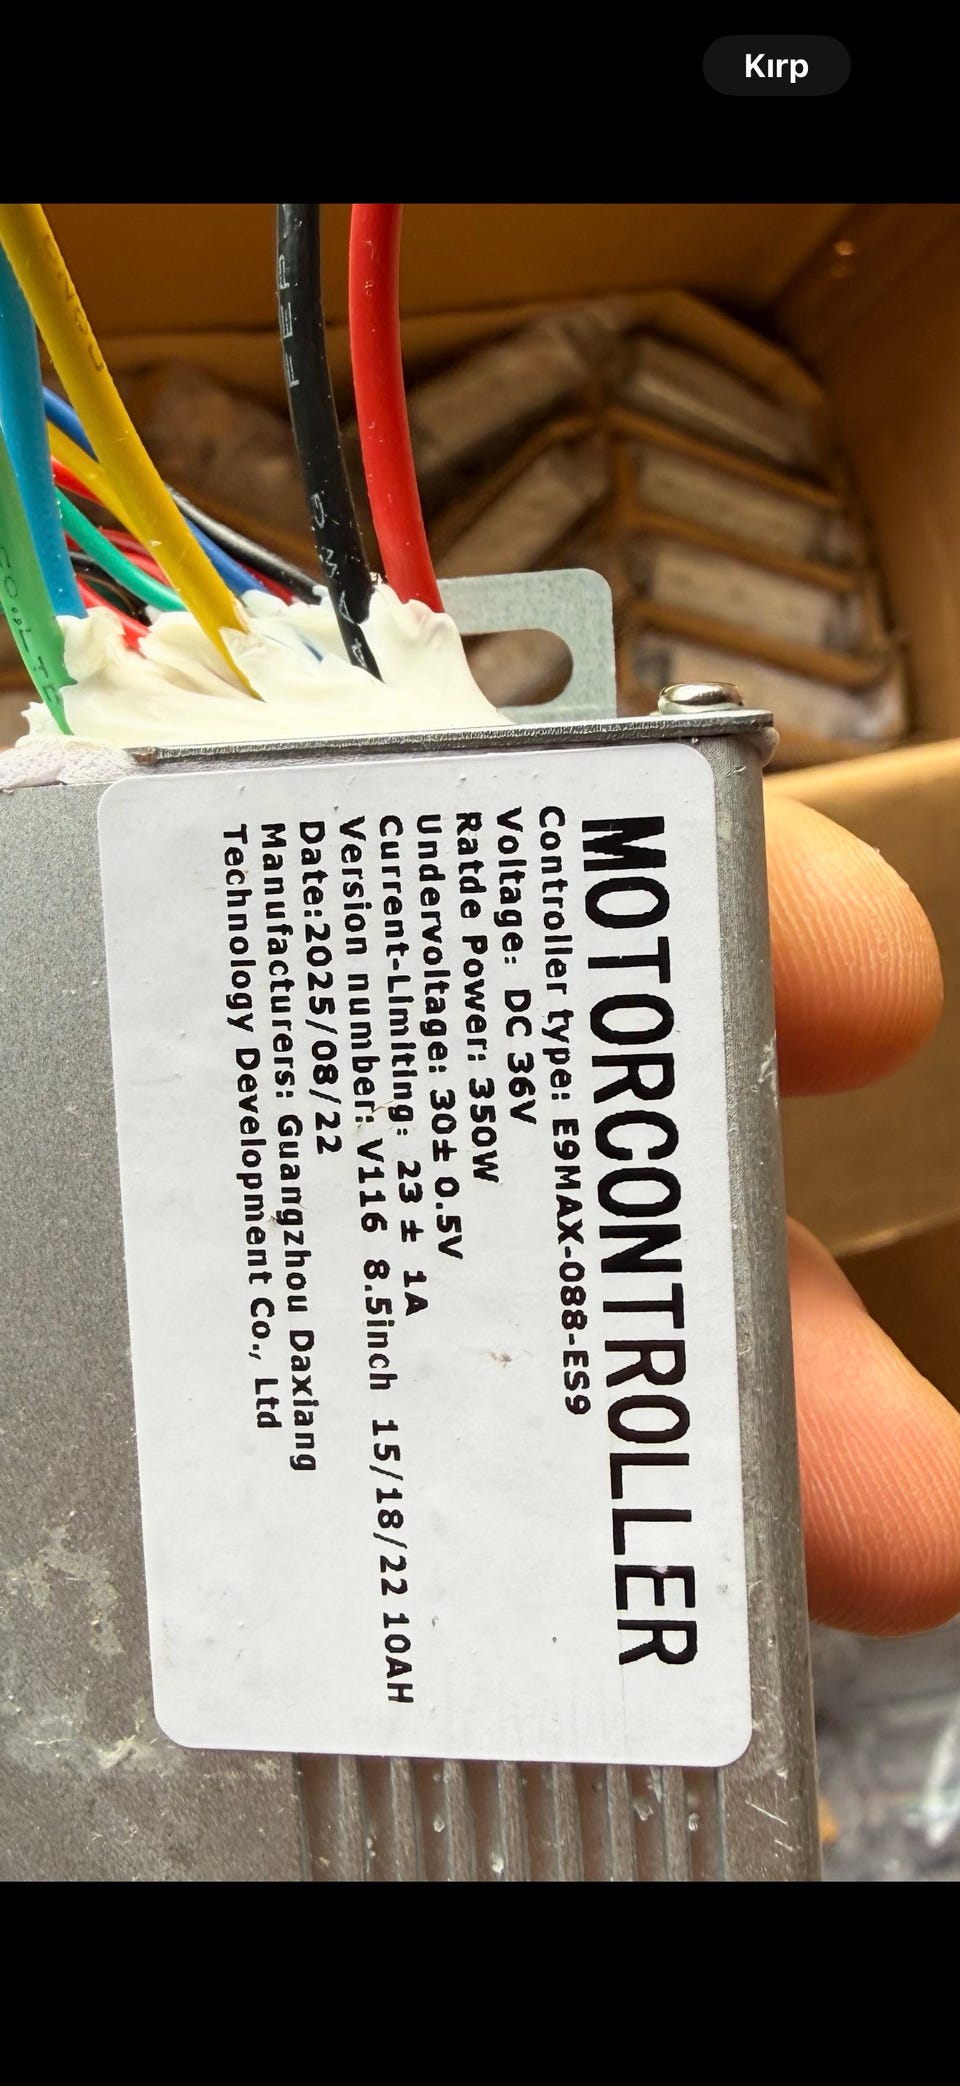 Kırp
MOTORCONTROLLER
Controller type: E9MAX-088-ES9
Voltage: DC 36V
Ratde Power: 350W
Undervoltage: 30± 0.5V
Current-Limiting: 23 ± 1A
Version number: V116 8.5inch 15/18/22 10AH
Date:2025/08/22
Manufacturers: Guangzhou Daxiang
Technology Development Co., Ltd